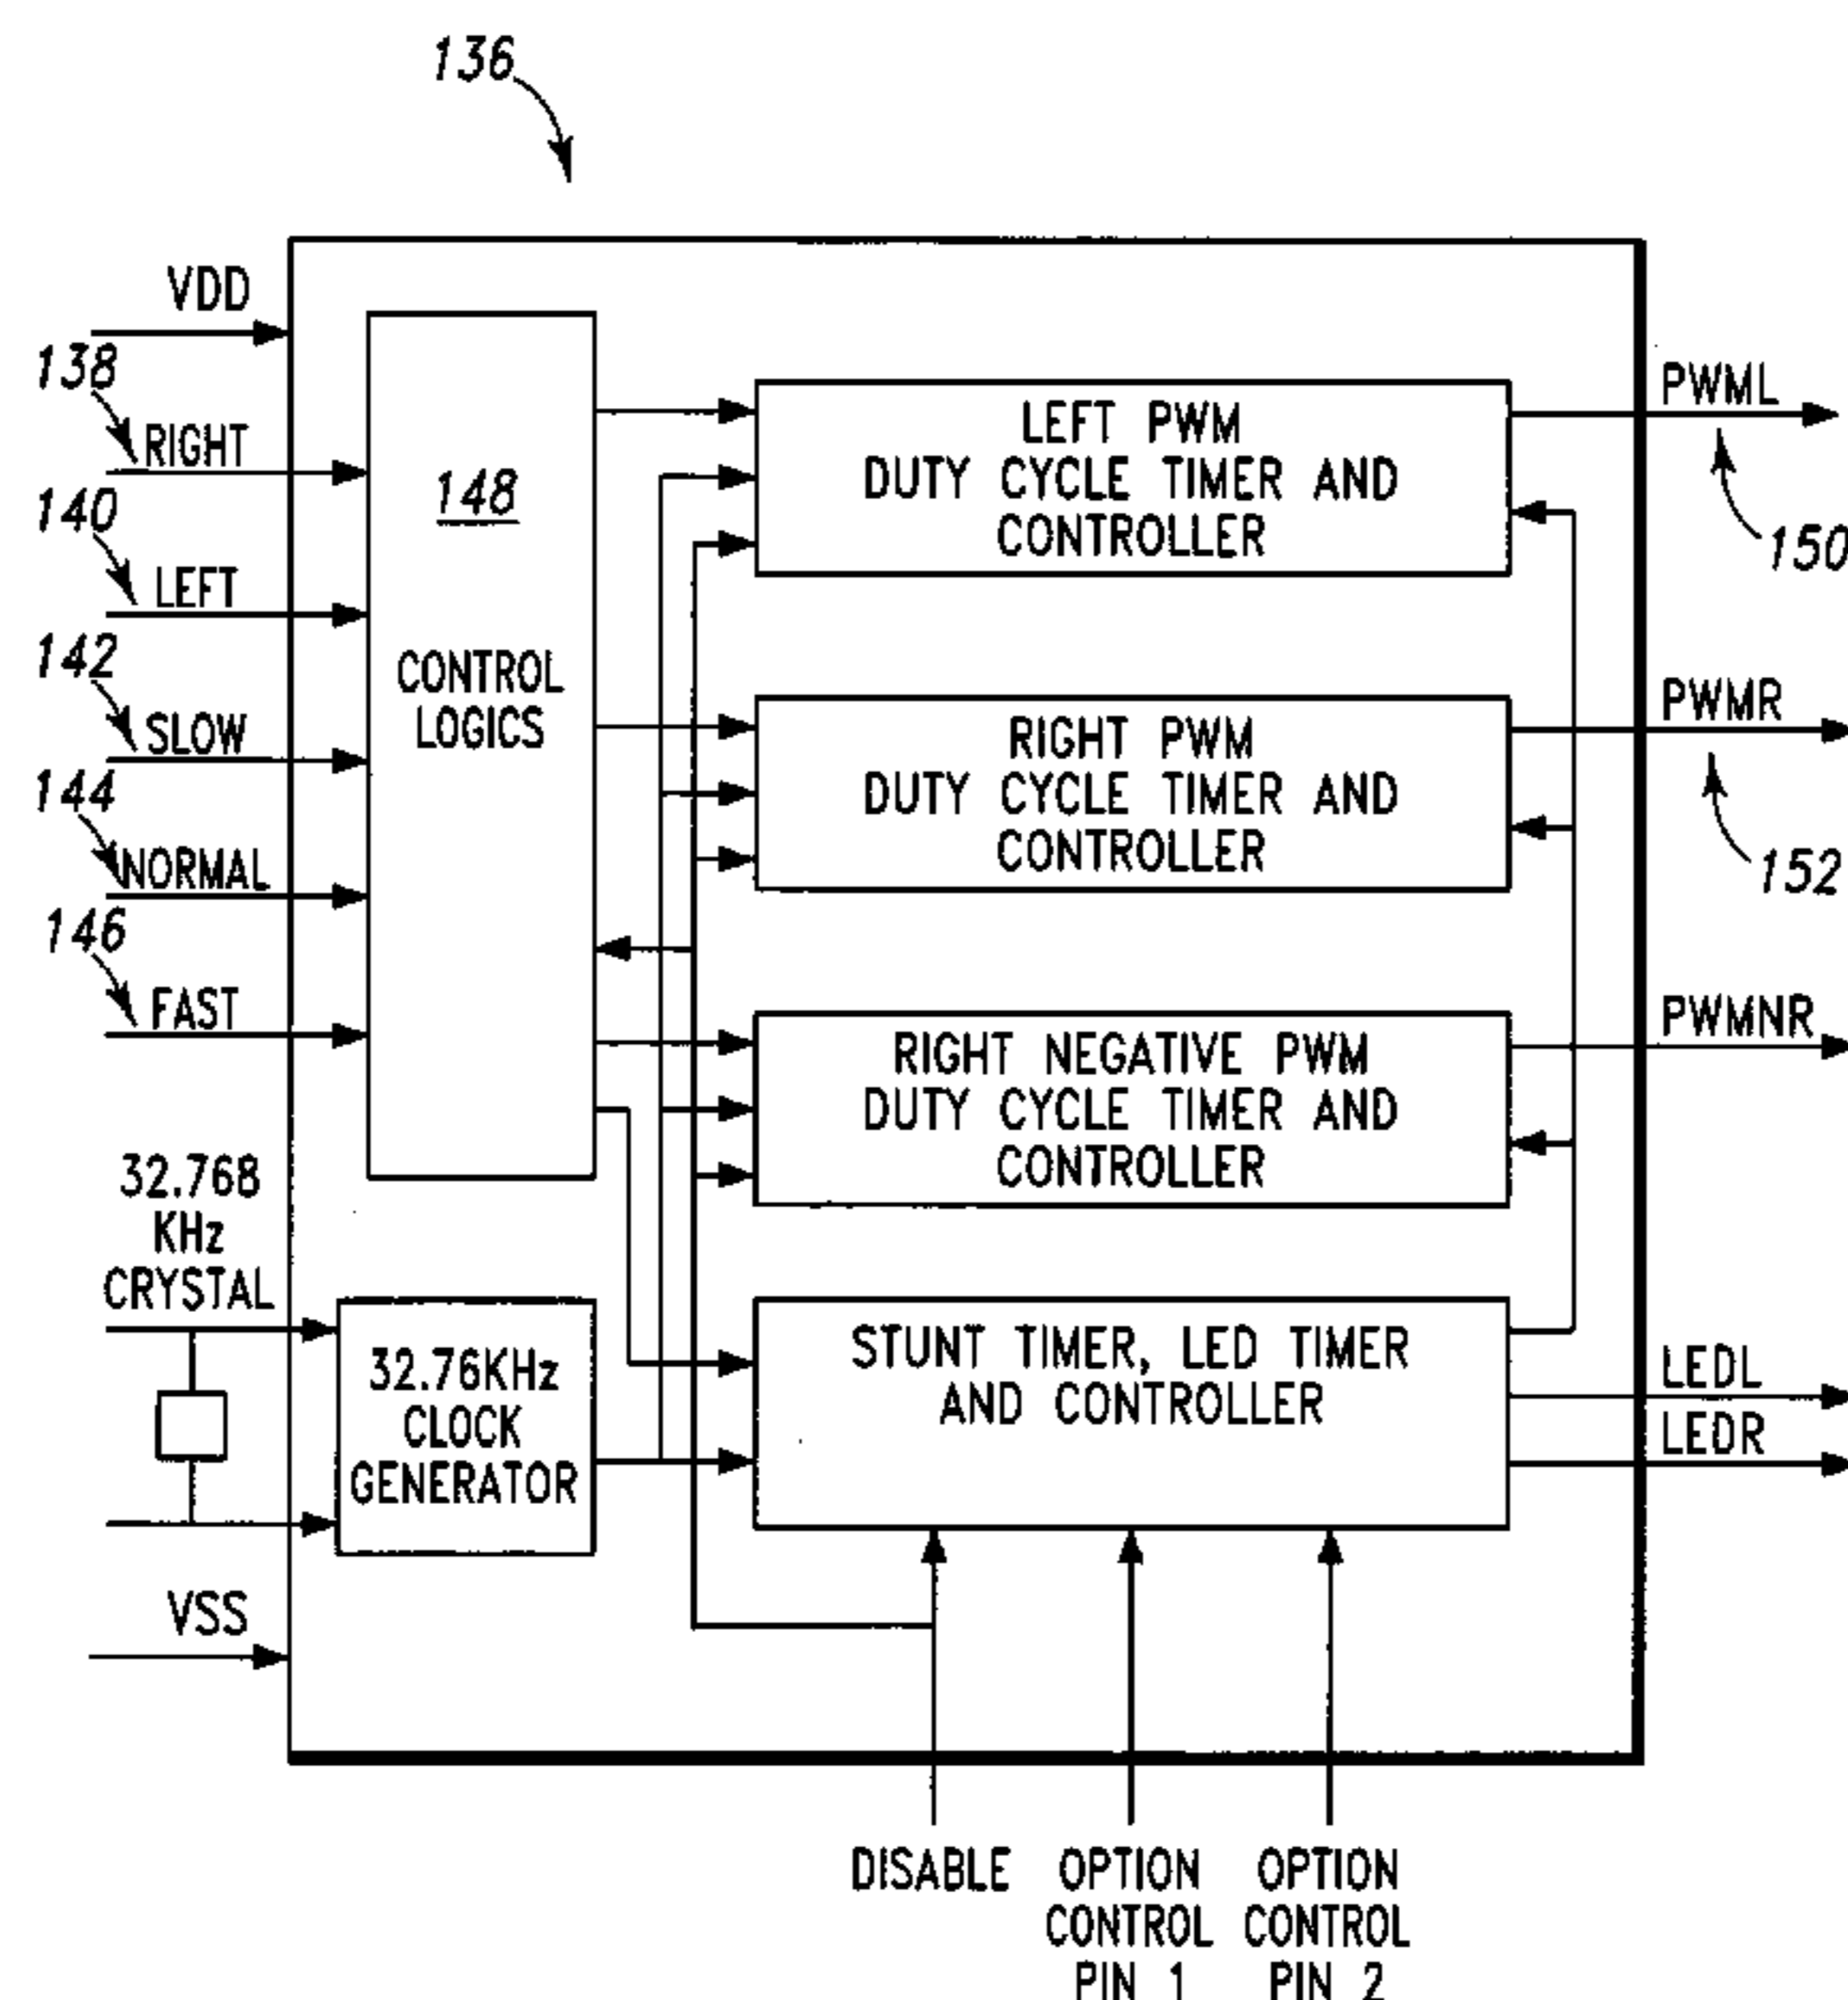 136
VDD
138
RIGHT
140
LEFT
142
SLOW
144
NORMAL
146
FAST
148
CONTROL
LOGICS
LEFT PWM
DUTY CYCLE TIMER AND
CONTROLLER
PWML
150
RIGHT PWM
DUTY CYCLE TIMER AND
CONTROLLER
PWMR
152
RIGHT NEGATIVE PWM
DUTY CYCLE TIMER AND
CONTROLLER
PWMNR
32.768
KHz
CRYSTAL
32.76KHz
CLOCK
GENERATOR
STUNT TIMER, LED TIMER
AND CONTROLLER
LEDL
LEDR
VSS
DISABLE
OPTION
CONTROL
PIN 1
OPTION
CONTROL
PIN 2